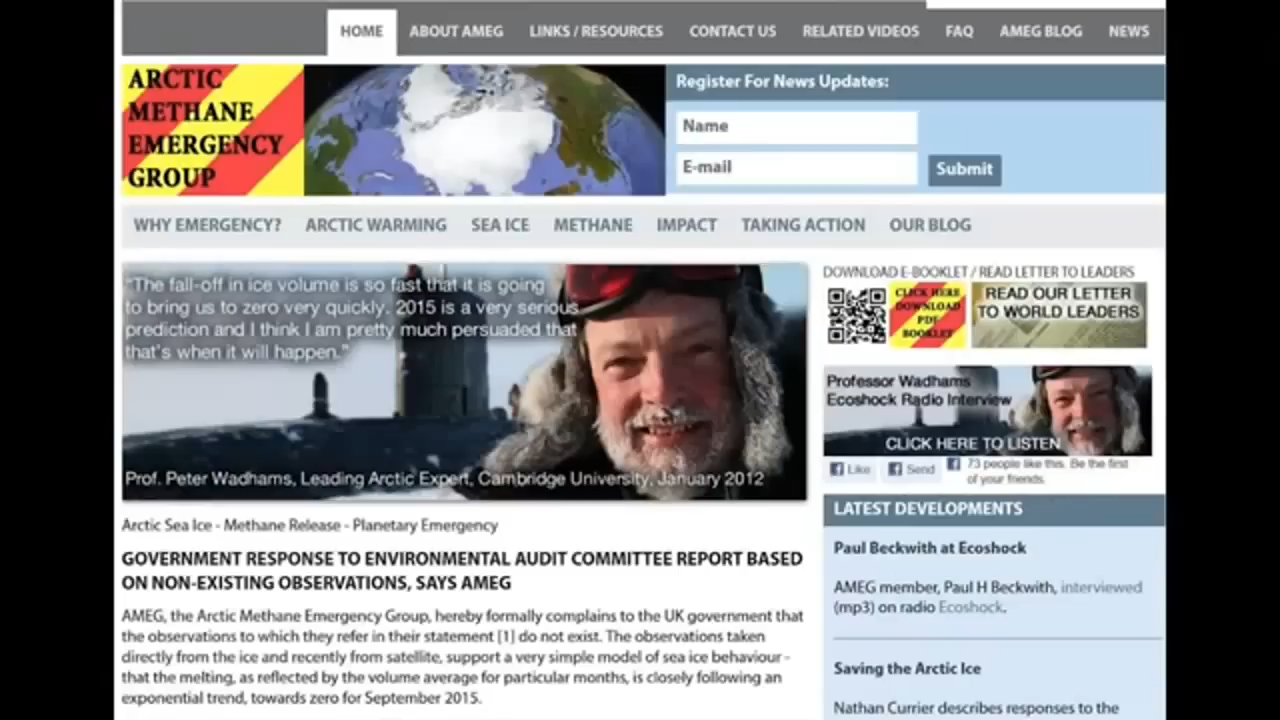 HOME
ABOUT AMEG
LINKS / RESOURCES
CONTACT US
RELATED VIDEOS
FAQ
AMEG BLOG
NEWS
ARCTIC
METHANE
EMERGENCY
GROUP
Register For News Updates:
Name
E-mail
Submit
WHY EMERGENCY?
ARCTIC WARMING
SEA ICE
METHANE
IMPACT
TAKING ACTION
OUR BLOG
"The fall-off in ice volume is so fast that it is going
to bring us to zero very quickly. 2015 is a very serious
prediction and I think I am pretty much persuaded that
that's when it will happen."
Prof. Peter Wadhams, Leading Arctic Expert, Cambridge University, January 2012
Arctic Sea Ice - Methane Release - Planetary Emergency
GOVERNMENT RESPONSE TO ENVIRONMENTAL AUDIT COMMITTEE REPORT BASED
ON NON-EXISTING OBSERVATIONS, SAYS AMEG
AMEG, the Arctic Methane Emergency Group, hereby formally complains to the UK government that
the observations to which they refer in their statement [1] do not exist. The observations taken
directly from the ice and recently from satellite, support a very simple model of sea ice behaviour -
that the melting, as reflected by the volume average for particular months, is closely following an
exponential trend, towards zero for September 2015.
DOWNLOAD E-BOOKLET / READ LETTER TO LEADERS
CLICK HERE
DOWNLOAD
PDF
BOOKLET
READ OUR LETTER
TO WORLD LEADERS
Professor Wadhams
Ecoshock Radio Interview
CLICK HERE TO LISTEN
Like
Send
73 people like this. Be the first
of your friends.
LATEST DEVELOPMENTS
Paul Beckwith at Ecoshock
AMEG member, Paul H Beckwith, interviewed
(mp3) on radio Ecoshock.
Saving the Arctic Ice
Nathan Currier describes responses to the